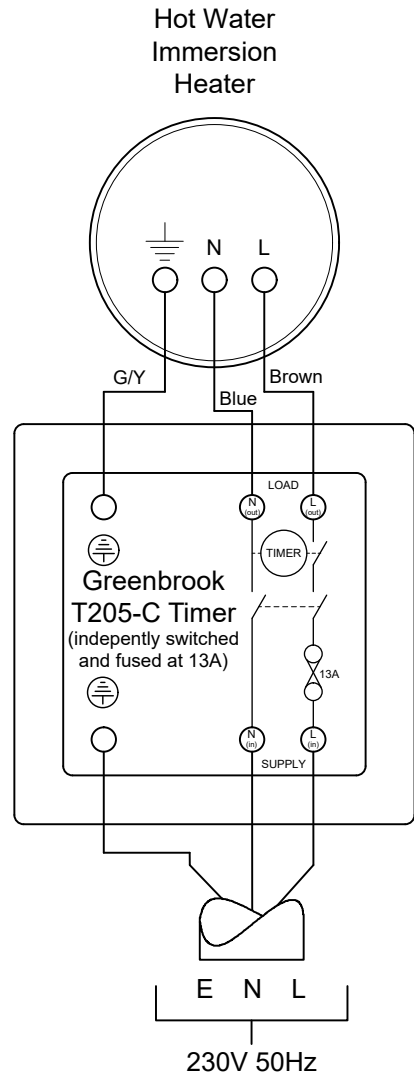 Hot Water
Immersion
Heater
N L
G/Y
Blue
Brown
LOAD
N
(out)
L
(out)
TIMER
Greenbrook
T205-C Timer
(indepently switched
and fused at 13A)
13A
N
(in)
L
(in)
SUPPLY
E N L
230V 50Hz